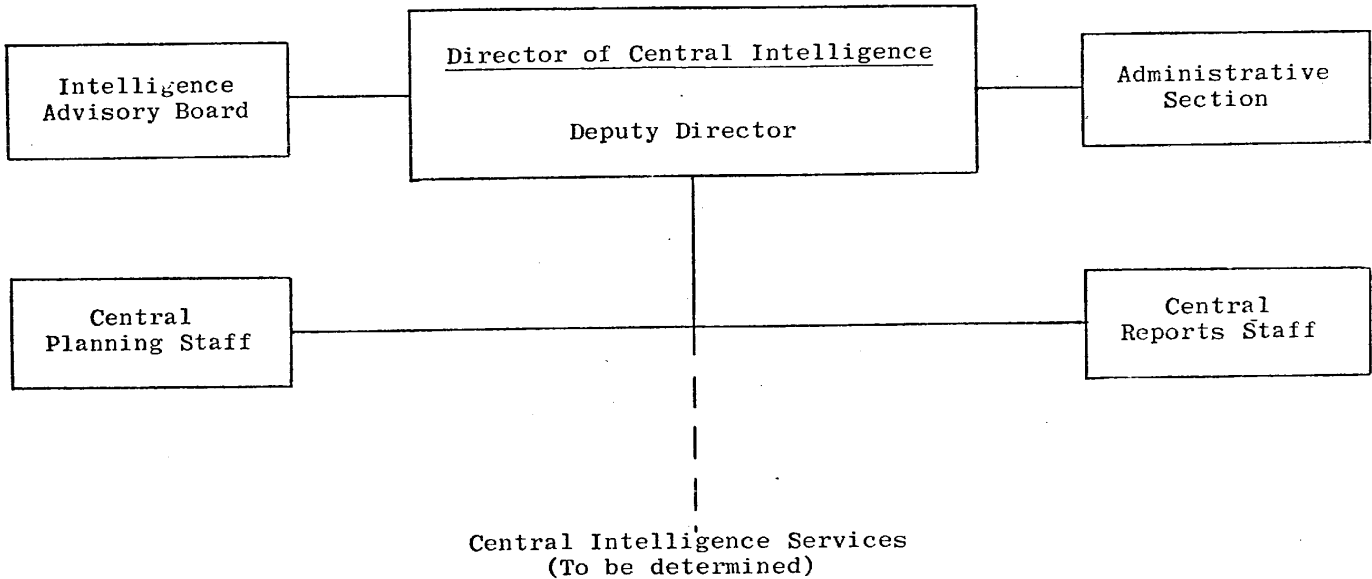 Director of Central Intelligence
Deputy Director
Intelligence
Advisory Board
Administrative
Section
Central
Planning Staff
Central
Reports Staff
Central Intelligence Services
(To be determined)